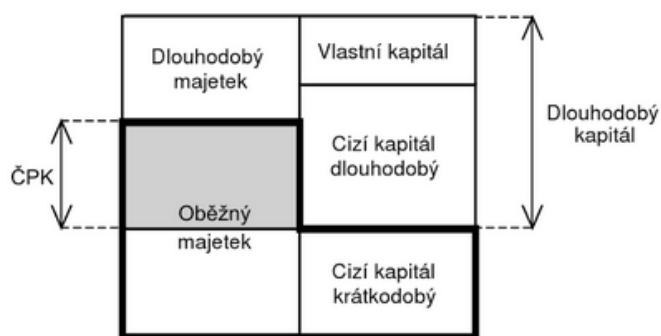 Dlouhodobý
majetek
Vlastní kapitál
Dlouhodobý
kapitál
Cizí kapitál
dlouhodobý
ČPK
Oběžný
majetek
Cizí kapitál
krátkodobý